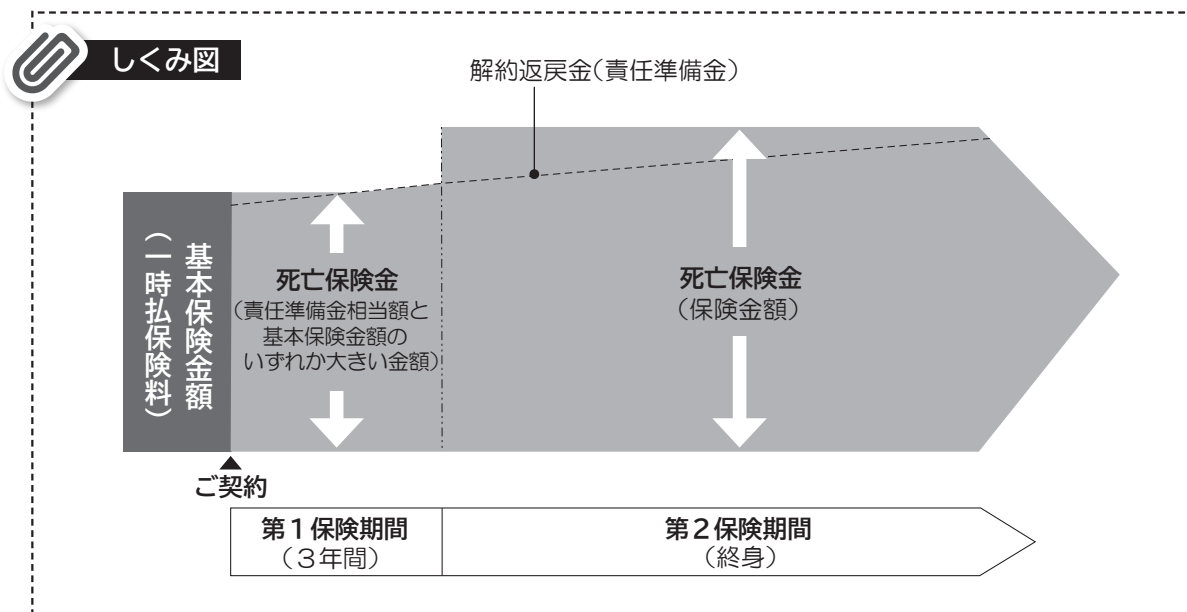 しくみ図
解約返戻金(責任準備金)
基本保険金額
(一時払保険料)
死亡保険金
(責任準備金相当額と
基本保険金額の
いずれか大きい金額)
死亡保険金
(保険金額)
ご契約
第1保険期間
(3年間)
第2保険期間
(終身)